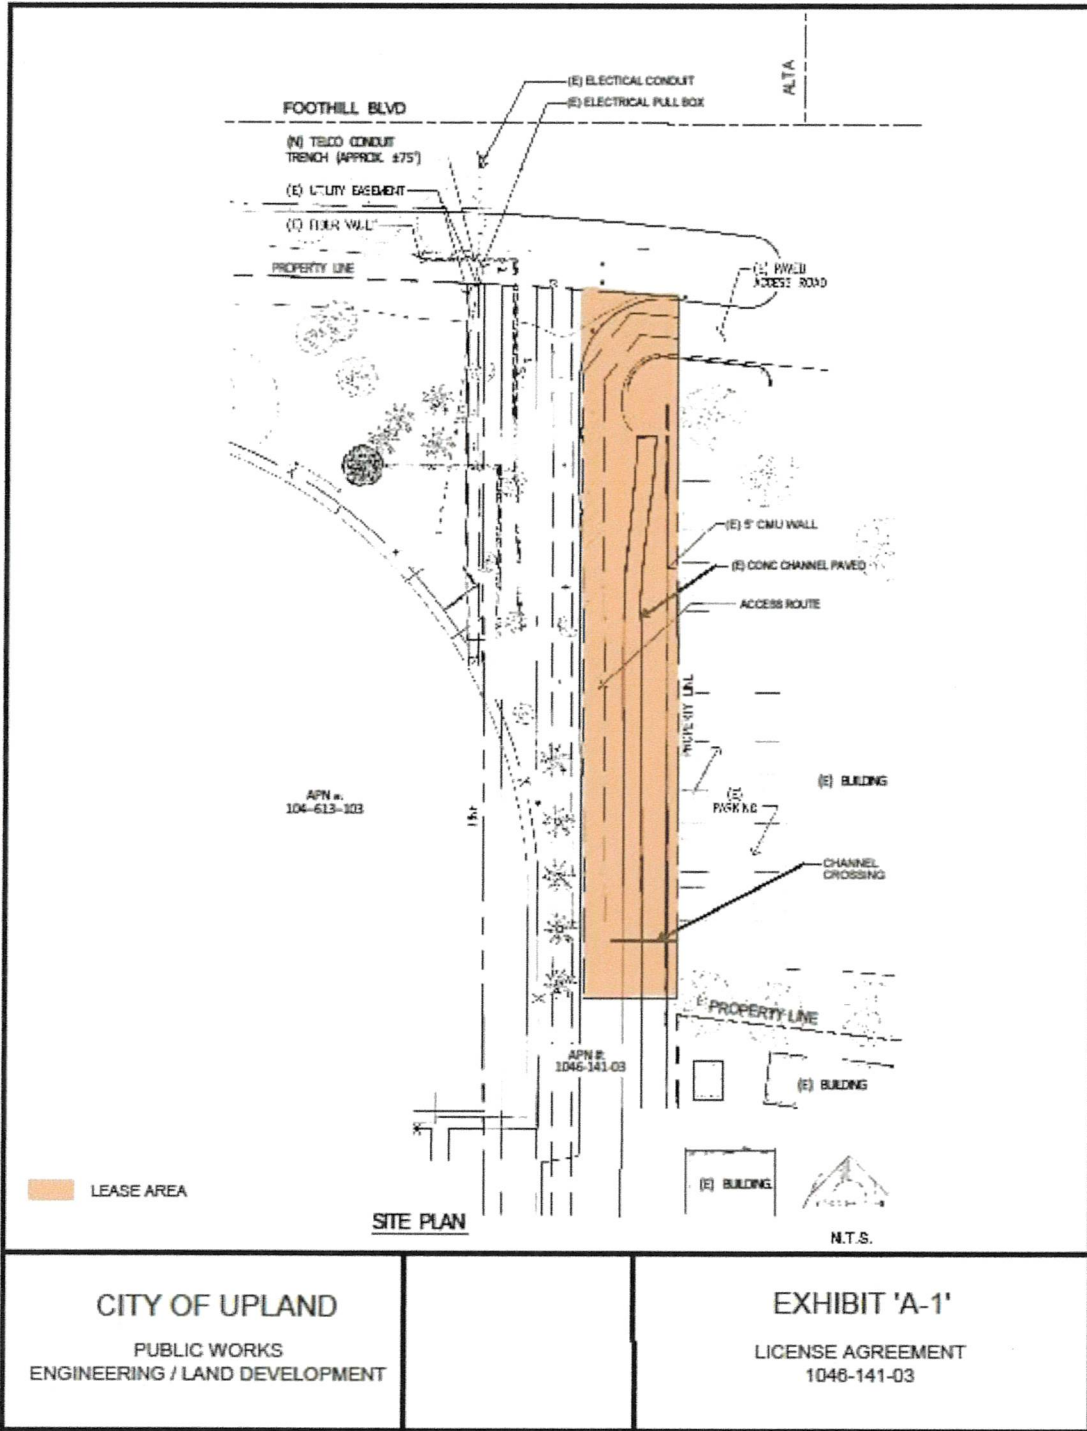 ALTA
(E) ELECTICAL CONDUIT
(E) ELECTRICAL PULL BOX
FOOTHILL BLVD
(N) TELCO CONDUIT
TRENCH (APPROX. ±75')
(E) UTILITY EASEMENT
PROPERTY LINE
(E) PAVED
ACCESS ROAD
(E) 5' CMU WALL
(E) CONC CHANNEL PAVED
ACCESS ROUTE
PROPERTY LINE
APN #:
104-613-103
(E) BUILDING
(E)
PARKING
CHANNEL
CROSSING
PROPERTY LINE
APN #:
1046-141-03
(E) BUILDING
(E) BUILDING
LEASE AREA
SITE PLAN
N.T.S.
CITY OF UPLAND
PUBLIC WORKS
ENGINEERING / LAND DEVELOPMENT
EXHIBIT 'A-1'
LICENSE AGREEMENT
1046-141-03